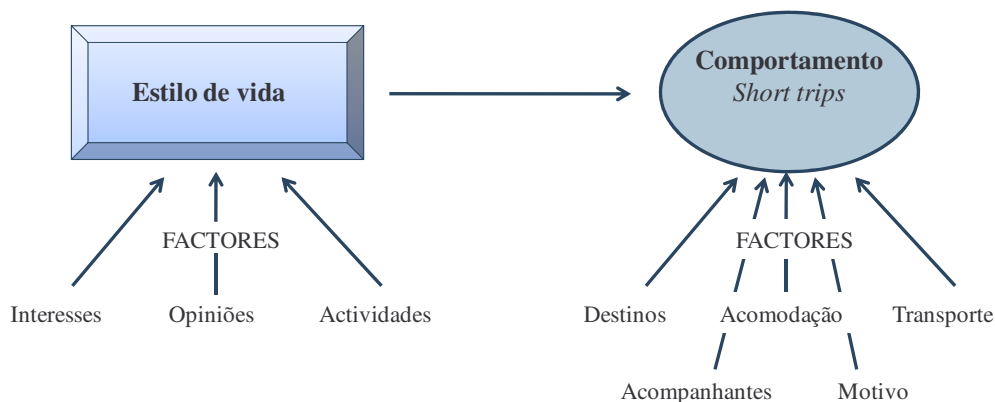 Estilo de vida
Comportamento
Short trips
FACTORES
FACTORES
Interesses
Opiniões
Actividades
Destinos
Acomodação
Transporte
Acompanhantes
Motivo